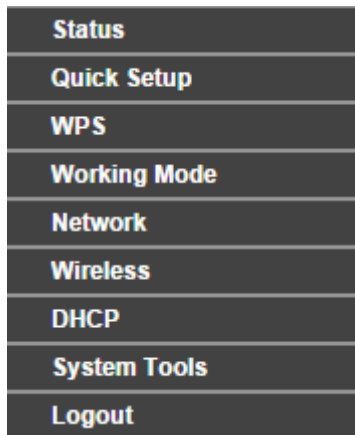 Status
Quick Setup
WPS
Working Mode
Network
Wireless
DHCP
System Tools
Logout